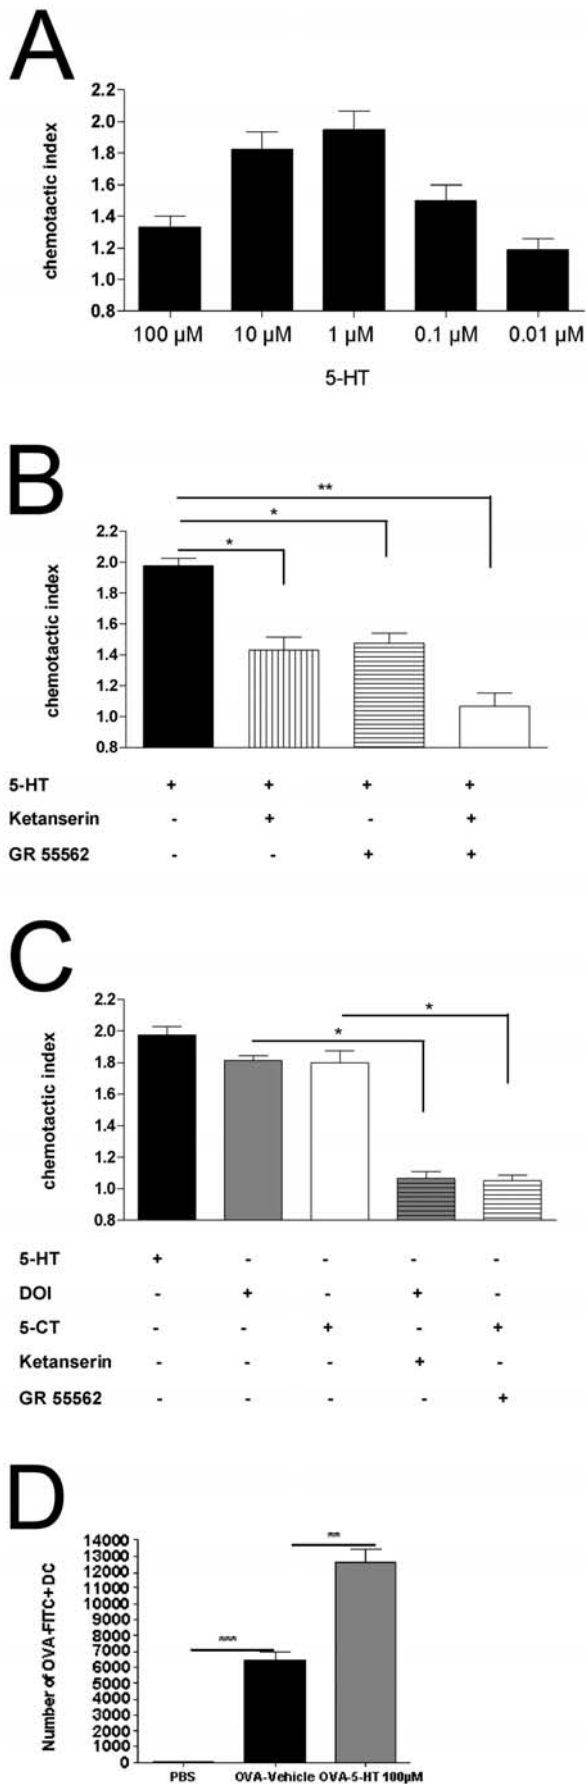 A
chemotactic index
2.2
2.0
1.8
1.6
1.4
1.2
1.0
0.8
100 µM 10 µM 1 µM 0.1 µM 0.01 µM
5-HT
B
**
*
*
chemotactic index
2.2
2.0
1.8
1.6
1.4
1.2
1.0
0.8
5-HT + + + +
Ketanserin - + - +
GR 55562 - - + +
C
*
*
chemotactic index
2.2
2.0
1.8
1.6
1.4
1.2
1.0
0.8
5-HT + - - - -
DOI - + - + -
5-CT - - + - +
Ketanserin - - - + -
GR 55562 - - - - +
D
Number of OVA-FITC+ DC
14000
13000
12000
11000
10000
9000
8000
7000
6000
5000
4000
3000
2000
1000
0
**
***
PBS OVA-Vehicle OVA-5-HT 100µM